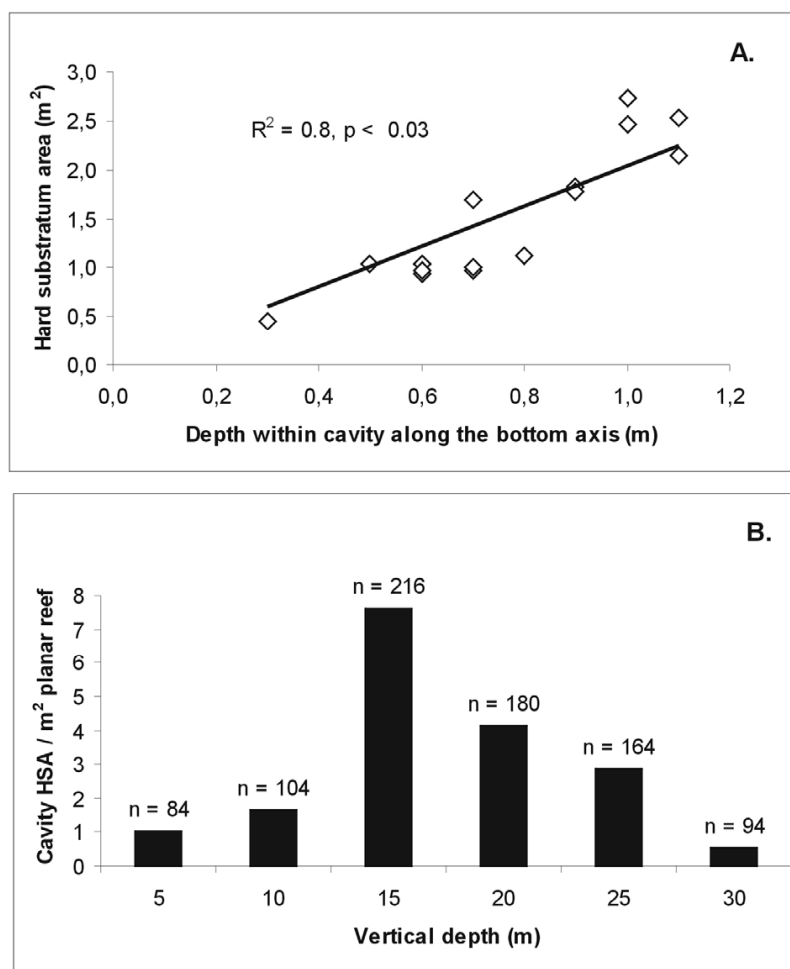 A.
Hard substratum area (m²)
3,0
2,5
2,0
1,5
1,0
0,5
0,0
R² = 0.8, p < 0.03
0,0 0,2 0,4 0,6 0,8 1,0 1,2
Depth within cavity along the bottom axis (m)
B.
Cavity HSA / m² planar reef
8
7
6
5
4
3
2
1
0
n = 84
n = 104
n = 216
n = 180
n = 164
n = 94
5 10 15 20 25 30
Vertical depth (m)